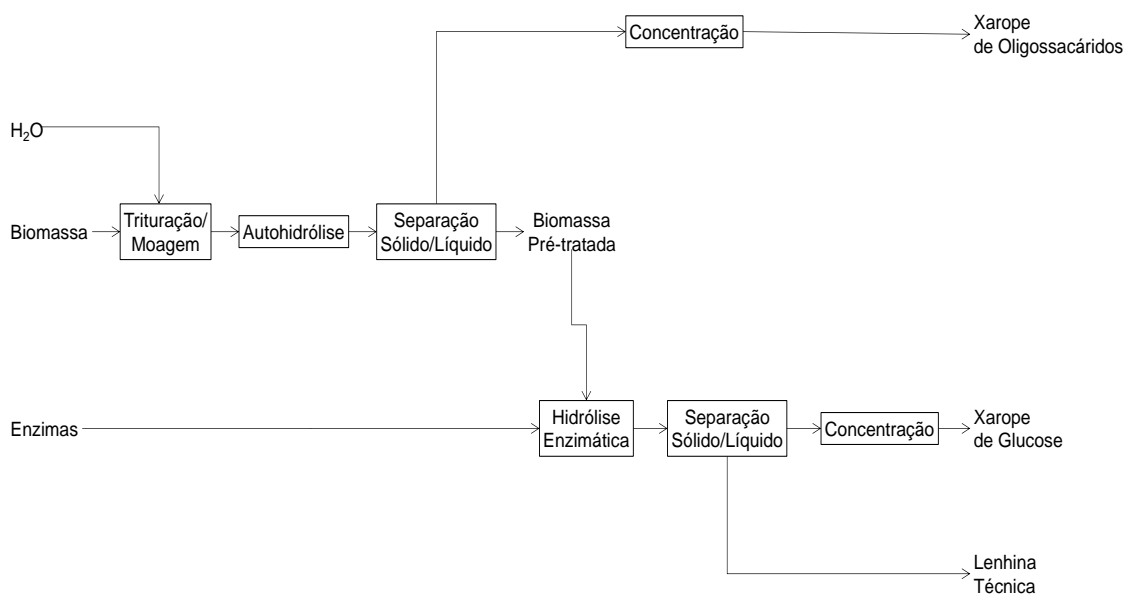 Concentração
Xarope
de Oligossacáridos
H₂O
Biomassa
Trituração/
Moagem
Autohidrólise
Separação
Sólido/Líquido
Biomassa
Pré-tratada
Enzimas
Hidrólise
Enzimática
Separação
Sólido/Líquido
Concentração
Xarope
de Glucose
Lenhina
Técnica